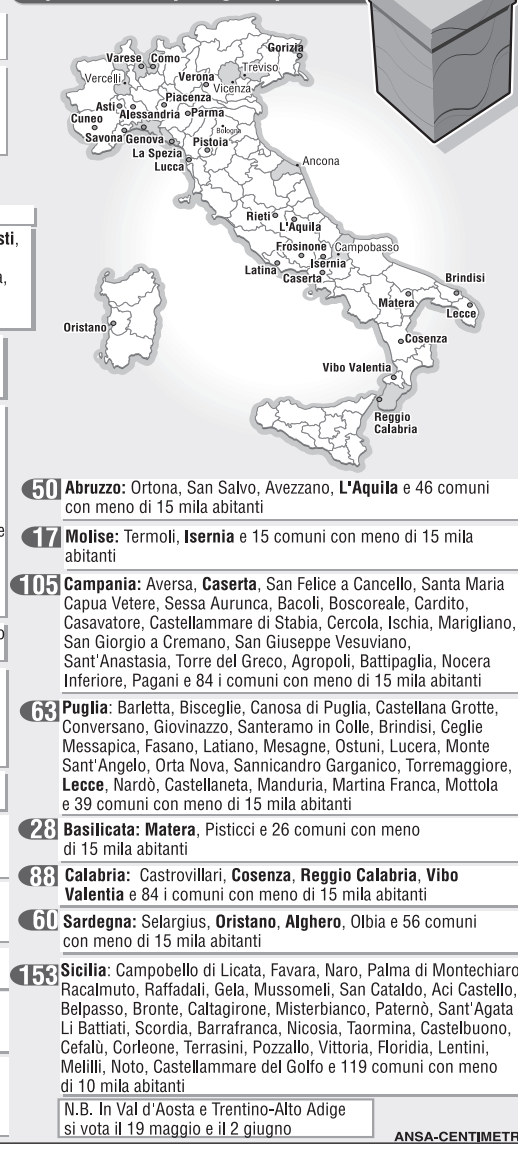 Gorizia
Varese
Como
Treviso
Vercelli
Verona
Vicenza
Piacenza
Asti
Alessandria
Parma
Cuneo
Bologna
Savona
Genova
Pistoia
La Spezia
Lucca
Ancona
sti,
Rieti
L'Aquila
Frosinone
Campobasso
Isernia
Latina
Caserta
Brindisi
Matera
Lecce
Oristano
Cosenza
Vibo Valentia
Reggio
Calabria
50 Abruzzo: Ortona, San Salvo, Avezzano, L'Aquila e 46 comuni
con meno di 15 mila abitanti
17 Molise: Termoli, Isernia e 15 comuni con meno di 15 mila
abitanti
105 Campania: Aversa, Caserta, San Felice a Cancello, Santa Maria
Capua Vetere, Sessa Aurunca, Bacoli, Boscoreale, Cardito,
Casavatore, Castellammare di Stabia, Cercola, Ischia, Marigliano,
San Giorgio a Cremano, San Giuseppe Vesuviano,
Sant'Anastasia, Torre del Greco, Agropoli, Battipaglia, Nocera
Inferiore, Pagani e 84 i comuni con meno di 15 mila abitanti
63 Puglia: Barletta, Bisceglie, Canosa di Puglia, Castellana Grotte,
Conversano, Giovinazzo, Santeramo in Colle, Brindisi, Ceglie
Messapica, Fasano, Latiano, Mesagne, Ostuni, Lucera, Monte
Sant'Angelo, Orta Nova, Sannicandro Garganico, Torremaggiore,
Lecce, Nardò, Castellaneta, Manduria, Martina Franca, Mottola
e 39 comuni con meno di 15 mila abitanti
28 Basilicata: Matera, Pisticci e 26 comuni con meno
di 15 mila abitanti
88 Calabria: Castrovillari, Cosenza, Reggio Calabria, Vibo
Valentia e 84 i comuni con meno di 15 mila abitanti
60 Sardegna: Selargius, Oristano, Alghero, Olbia e 56 comuni
con meno di 15 mila abitanti
153 Sicilia: Campobello di Licata, Favara, Naro, Palma di Montechiaro
Racalmuto, Raffadali, Gela, Mussomeli, San Cataldo, Aci Castello,
Belpasso, Bronte, Caltagirone, Misterbianco, Paternò, Sant'Agata
Li Battiati, Scordia, Barrafranca, Nicosia, Taormina, Castelbuono,
Cefalù, Corleone, Terrasini, Pozzallo, Vittoria, Floridia, Lentini,
Melilli, Noto, Castellammare del Golfo e 119 comuni con meno
di 10 mila abitanti
N.B. In Val d'Aosta e Trentino-Alto Adige
si vota il 19 maggio e il 2 giugno
ANSA-CENTIMETR